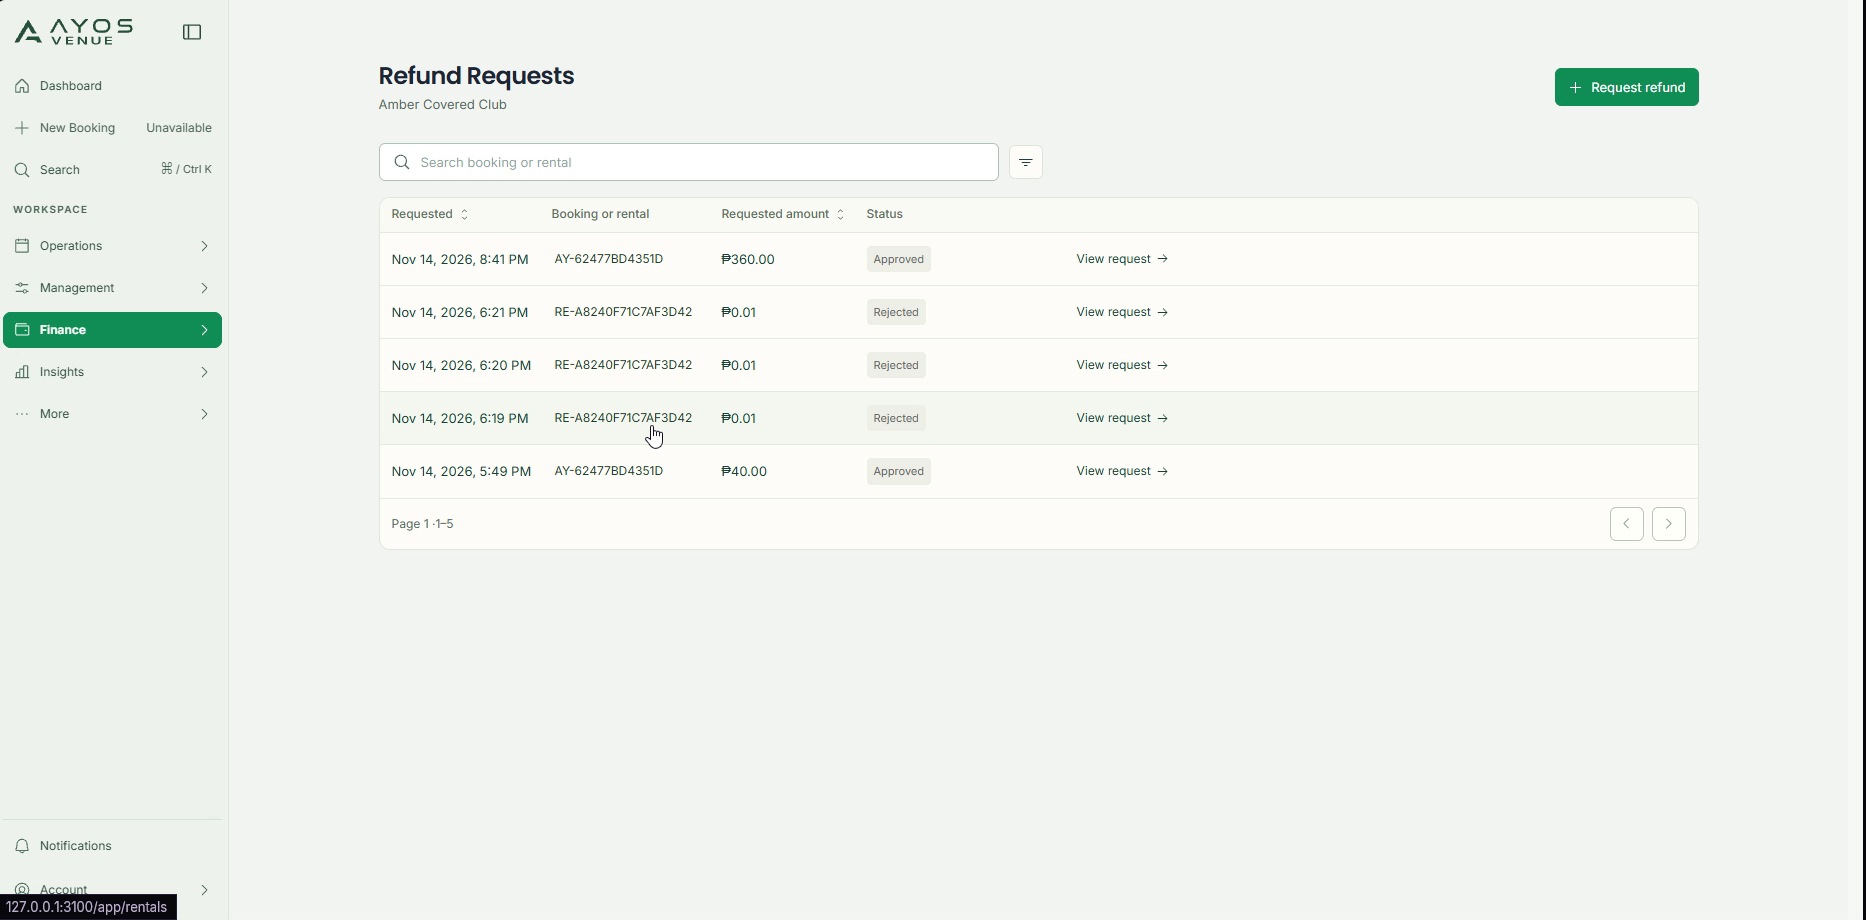 AYOS
VENUE
Dashboard
New Booking Unavailable
Search ⌘ / Ctrl K
WORKSPACE
Operations
Management
Finance
Insights
More
Notifications
Account
127.0.0.1:3100/app/rentals
Refund Requests
Amber Covered Club
+ Request refund
Search booking or rental
Requested Booking or rental Requested amount Status
Nov 14, 2026, 8:41 PM AY-62477BD4351D ₱360.00 Approved View request →
Nov 14, 2026, 6:21 PM RE-A8240F71C7AF3D42 ₱0.01 Rejected View request →
Nov 14, 2026, 6:20 PM RE-A8240F71C7AF3D42 ₱0.01 Rejected View request →
Nov 14, 2026, 6:19 PM RE-A8240F71C7AF3D42 ₱0.01 Rejected View request →
Nov 14, 2026, 5:49 PM AY-62477BD4351D ₱40.00 Approved View request →
Page 1 ·1–5